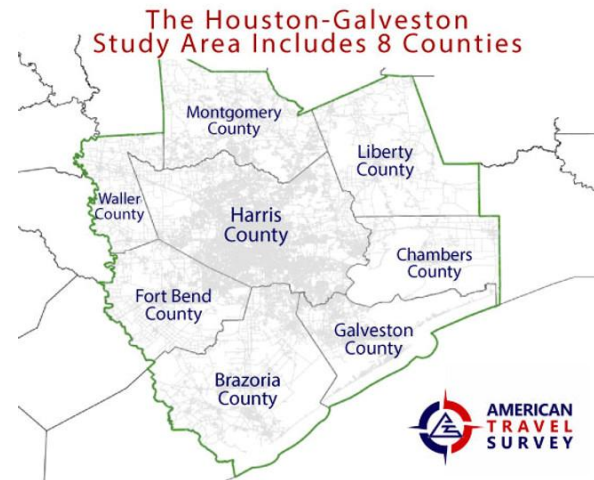 The Houston-Galveston
Study Area Includes 8 Counties
Montgomery
County
Liberty
County
Waller
County
Harris
County
Chambers
County
Fort Bend
County
Galveston
County
Brazoria
County
AMERICAN
TRAVEL
SURVEY